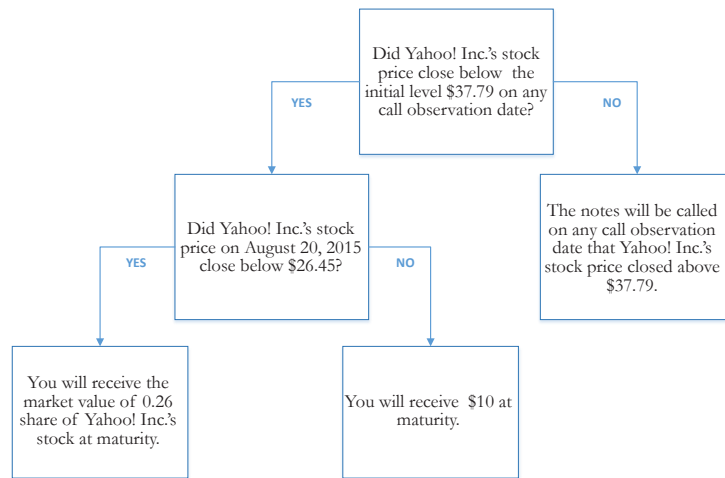 Did Yahoo! Inc.'s stock
price close below the
initial level $37.79 on any
call observation date?
YES
NO
Did Yahoo! Inc.'s stock
price on August 20, 2015
close below $26.45?
The notes will be called
on any call observation
date that Yahoo! Inc.'s
stock price closed above
$37.79.
YES
NO
You will receive the
market value of 0.26
share of Yahoo! Inc.'s
stock at maturity.
You will receive $10 at
maturity.